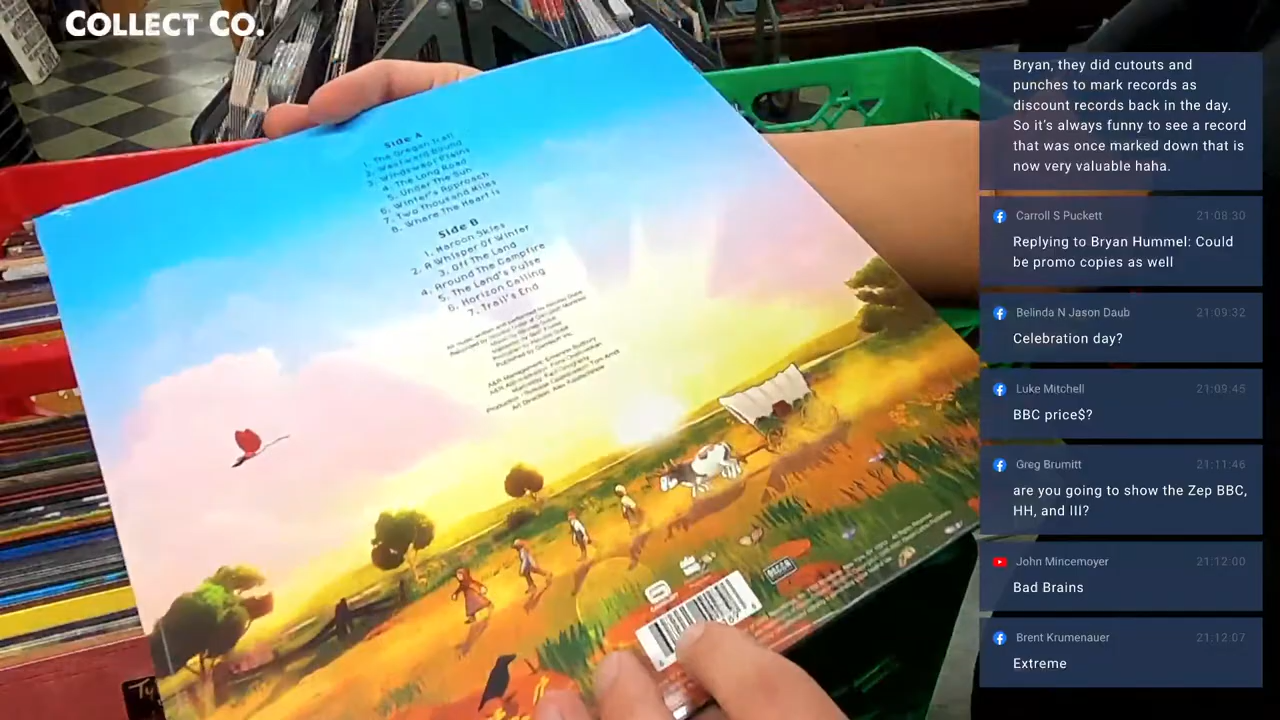 COLLECT CO.
Side A
1. The Oregon Trail
2. Westward Bound
3. Windswept Plains
4. The Long Road
5. Under The Sun
6. Winter's Approach
7. Two Thousand Miles
8. Where The Heart Is
Side B
1. Maroon Skies
2. A Whisper Of Winter
3. Off The Land
4. Around The Campfire
5. The Land's Pulse
6. Horizon Calling
7. Trail's End
Bryan, they did cutouts and
punches to mark records as
discount records back in the day.
So it's always funny to see a record
that was once marked down that is
now very valuable haha.
Carroll S Puckett 21:08:30
Replying to Bryan Hummel: Could
be promo copies as well
Belinda N Jason Daub 21:09:32
Celebration day?
Luke Mitchell 21:09:45
BBC price$?
Greg Brumitt 21:11:46
are you going to show the Zep BBC,
HH, and III?
John Mincemoyer 21:12:00
Bad Brains
Brent Krumenauer 21:12:07
Extreme